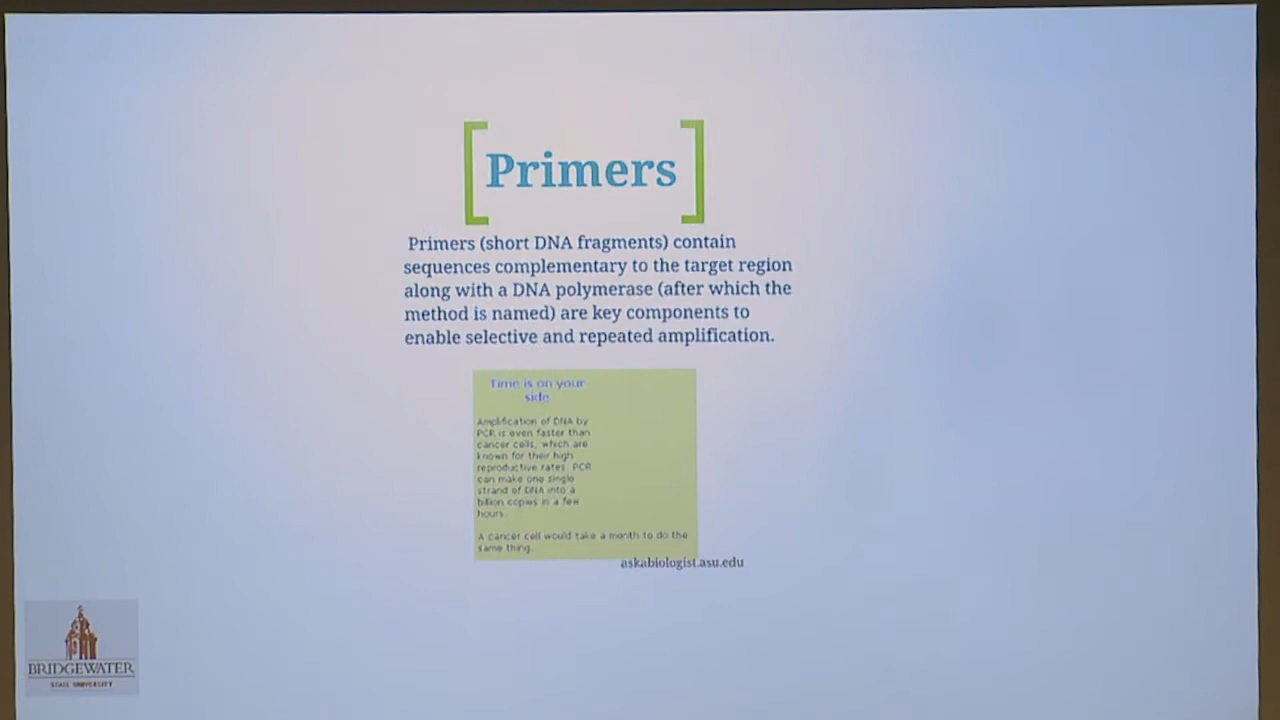 Primers
Primers (short DNA fragments) contain
sequences complementary to the target region
along with a DNA polymerase (after which the
method is named) are key components to
enable selective and repeated amplification.
Time is on your
side
Amplification of DNA by
PCR is even faster than
cancer cells, which are
known for their high
reproductive rates. PCR
can make one single
strand of DNA into a
billion copies in a few
hours.
A cancer cell would take a month to do the
same thing.
askabiologist.asu.edu
BRIDGEWATER
STATE UNIVERSITY